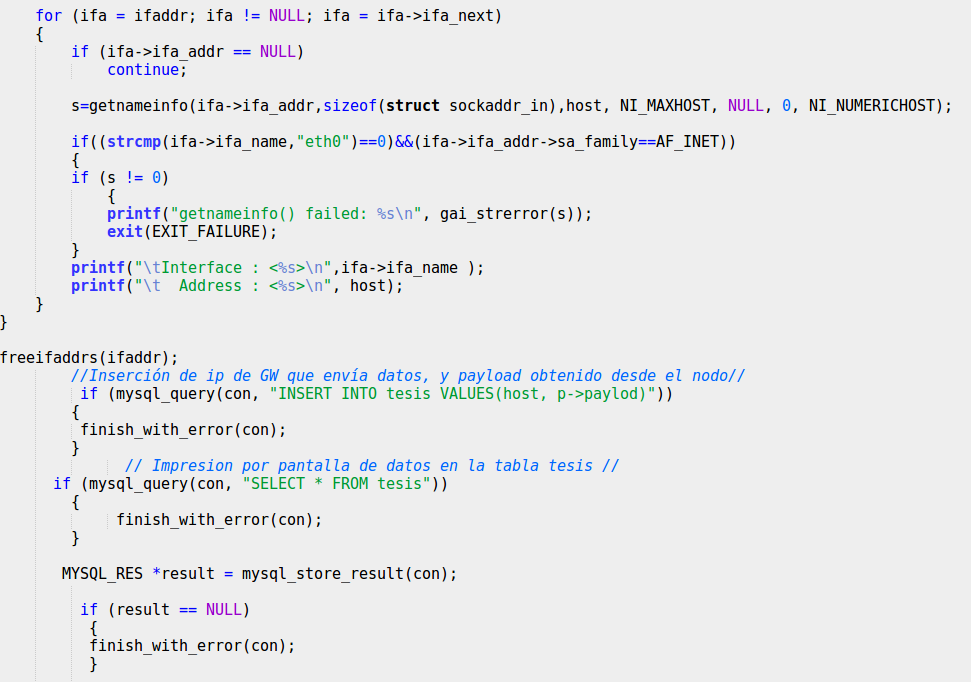 for (ifa = ifaddr; ifa != NULL; ifa = ifa->ifa_next)
{
if (ifa->ifa_addr == NULL)
continue;
s=getnameinfo(ifa->ifa_addr,sizeof(struct sockaddr_in),host, NI_MAXHOST, NULL, 0, NI_NUMERICHOST);
if((strcmp(ifa->ifa_name,"eth0")==0)&&(ifa->ifa_addr->sa_family==AF_INET))
{
if (s != 0)
{
printf("getnameinfo() failed: %s\n", gai_strerror(s));
exit(EXIT_FAILURE);
}
printf("\tInterface : <%s>\n",ifa->ifa_name );
printf("\t  Address : <%s>\n", host);
}
}
freeifaddrs(ifaddr);
//Inserción de ip de GW que envía datos, y payload obtenido desde el nodo//
if (mysql_query(con, "INSERT INTO tesis VALUES(host, p->paylod)"))
{
finish_with_error(con);
}
// Impresion por pantalla de datos en la tabla tesis //
if (mysql_query(con, "SELECT * FROM tesis"))
{
finish_with_error(con);
}
MYSQL_RES *result = mysql_store_result(con);
if (result == NULL)
{
finish_with_error(con);
}